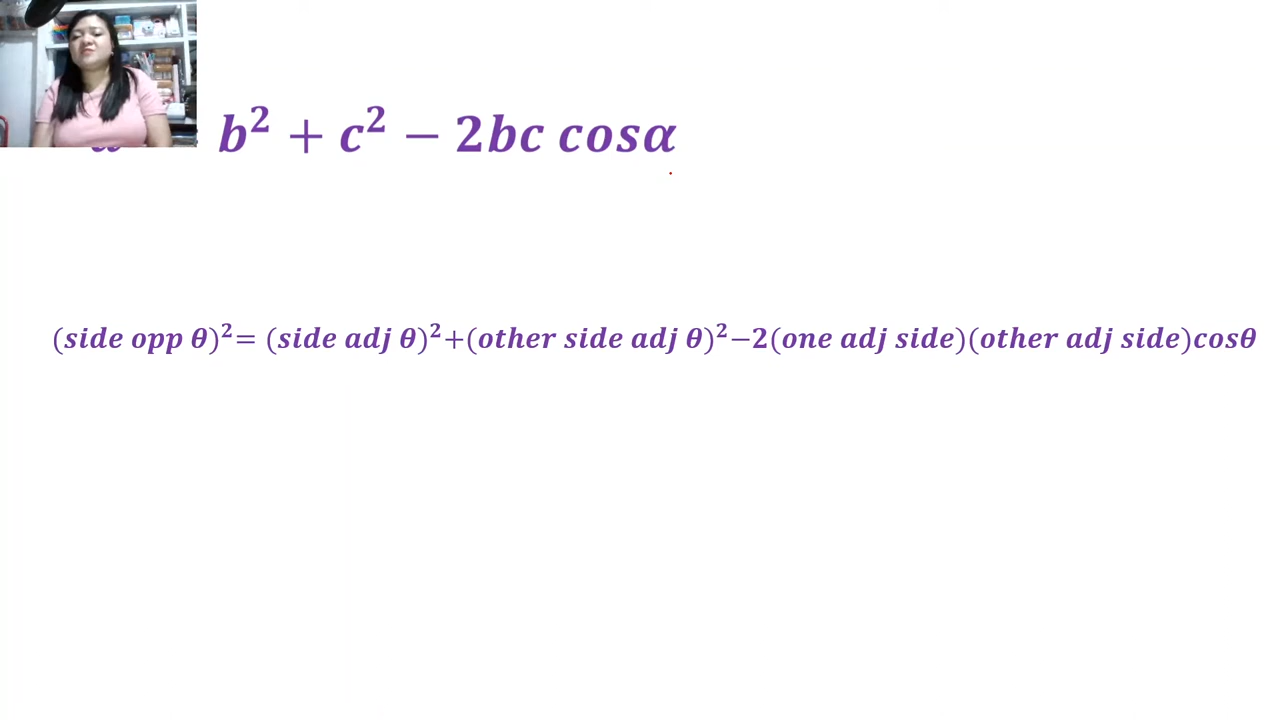 b² + c² − 2bc cosα
(side opp θ)²= (side adj θ)²+(other side adj θ)²−2(one adj side)(other adj side)cosθ